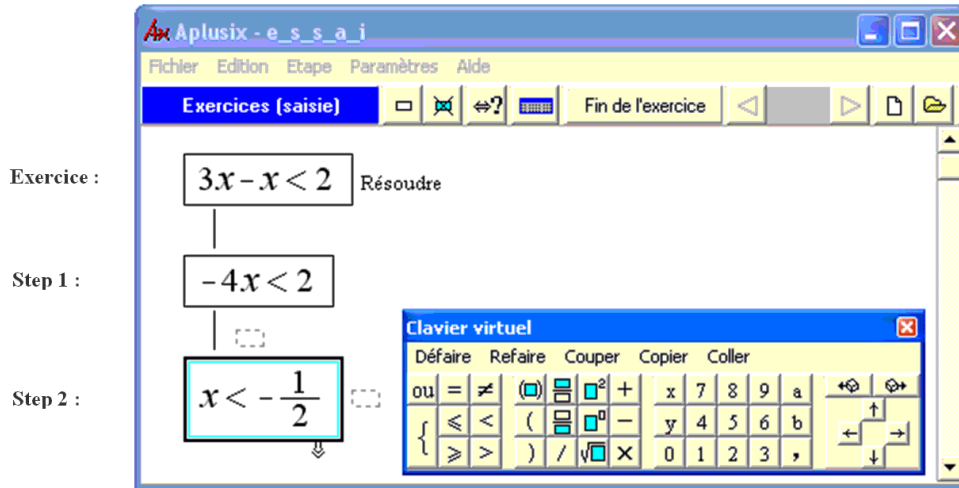 Aplusix - e_s_s_a_i
Fichier Edition Etape Paramètres Aide
Exercices (saisie) ⇔? Fin de l'exercice
Exercice : 3x - x < 2 Résoudre
Step 1 : -4x < 2
Step 2 : x < - 1/2
Clavier virtuel
Défaire Refaire Couper Copier Coller
ou = ≠ (□) □² + x 7 8 9 a
{ ⩽ < ( □⁰ − y 4 5 6 b
⩾ > ) / √□ × 0 1 2 3 ,